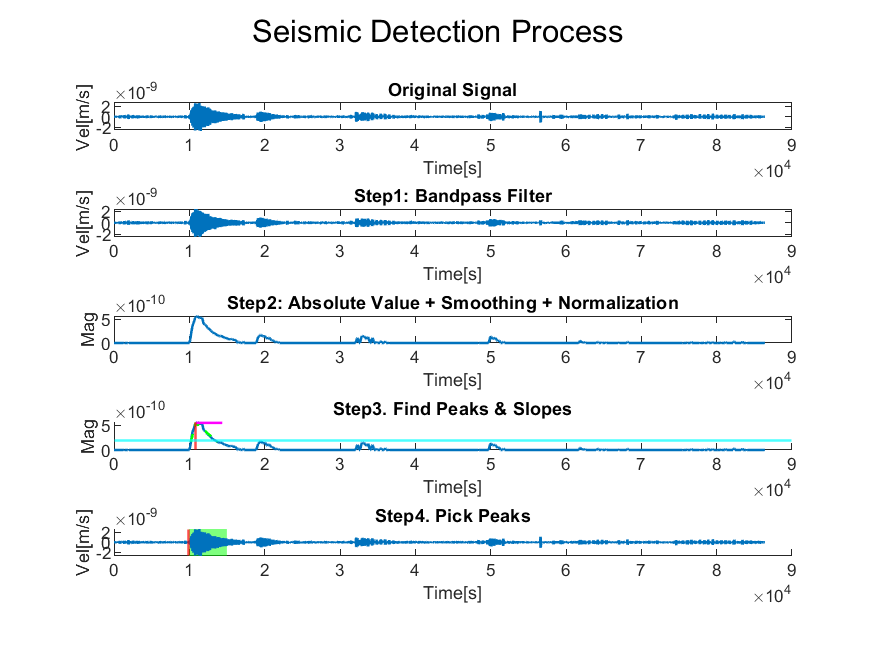 Seismic Detection Process
Original Signal
×10-9
Vel[m/s]
2
0
-2
0 1 2 3 4 5 6 7 8 9
Time[s]
×104
Step1: Bandpass Filter
×10-9
Vel[m/s]
2
0
-2
0 1 2 3 4 5 6 7 8 9
Time[s]
×104
Step2: Absolute Value + Smoothing + Normalization
×10-10
Mag
5
0
0 1 2 3 4 5 6 7 8 9
Time[s]
×104
Step3. Find Peaks & Slopes
×10-10
Mag
5
0
0 1 2 3 4 5 6 7 8 9
Time[s]
×104
Step4. Pick Peaks
×10-9
Vel[m/s]
2
0
-2
0 1 2 3 4 5 6 7 8 9
Time[s]
×104